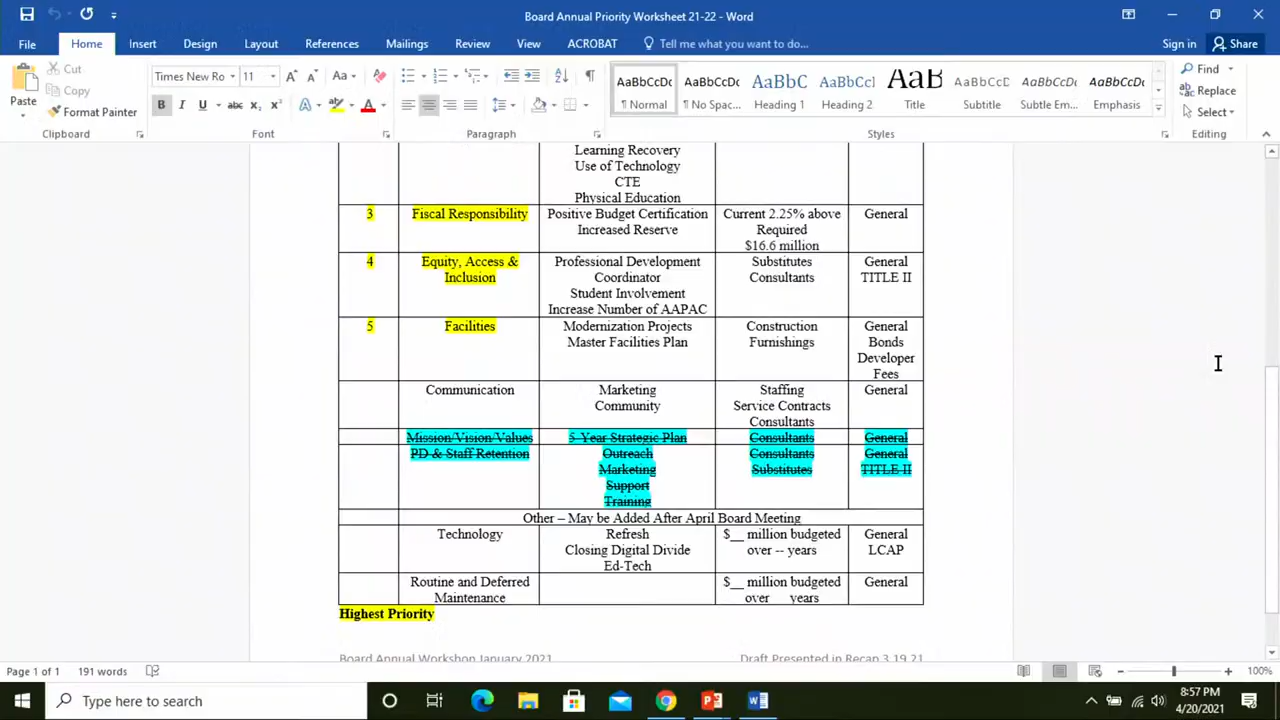 Board Annual Priority Worksheet 21-22 - Word
File Home Insert Design Layout References Mailings Review View ACROBAT Tell me what you want to do... Sign in Share
Paste
Cut
Copy
Format Painter
Clipboard
Times New Ro 11
Font
Paragraph
AaBbCcDc ¶ Normal
AaBbCcDc ¶ No Spac...
AaBbC Heading 1
AaBbCcDc Heading 2
AaB Title
AaBbCcDc Subtitle
AaBbCcDc Subtle Em...
AaBbCcDc Emphasis
Styles
Find
Replace
Select
Editing
Learning Recovery
Use of Technology
CTE
Physical Education
3 Fiscal Responsibility Positive Budget Certification Current 2.25% above General
Increased Reserve Required
$16.6 million
4 Equity, Access & Professional Development Substitutes General
Inclusion Coordinator Consultants TITLE II
Student Involvement
Increase Number of AAPAC
5 Facilities Modernization Projects Construction General
Master Facilities Plan Furnishings Bonds
Developer
Fees
Communication Marketing Staffing General
Community Service Contracts
Consultants
Mission/Vision/Values 5-Year Strategic Plan Consultants General
PD & Staff Retention Outreach Consultants General
Marketing Substitutes TITLE II
Support
Training
Other – May be Added After April Board Meeting
Technology Refresh $__ million budgeted General
Closing Digital Divide over -- years LCAP
Ed-Tech
Routine and Deferred $__ million budgeted General
Maintenance over __ years
Highest Priority
Board Annual Workshop January 2021 Draft Presented in Recap 3.19.21
Page 1 of 1 191 words 100%
Type here to search
8:57 PM
4/20/2021